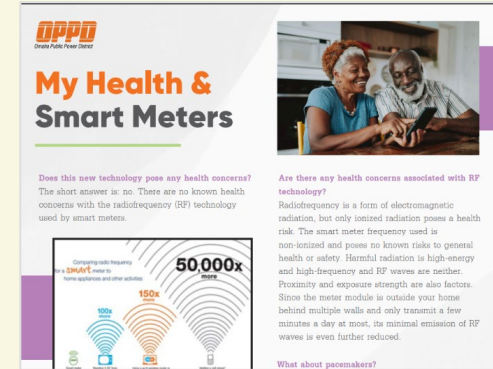 OPPD
Omaha Public Power District
My Health &
Smart Meters
Does this new technology pose any health concerns?
The short answer is: no. There are no known health
concerns with the radiofrequency (RF) technology
used by smart meters.
Comparing radio frequency
for a smart meter to
home appliances and other activities
100x
more
150x
more
50,000x
more
Are there any health concerns associated with RF
technology?
Radiofrequency is a form of electromagnetic
radiation, but only ionized radiation poses a health
risk. The smart meter frequency used is
non-ionized and poses no known risks to general
health or safety. Harmful radiation is high-energy
and high-frequency and RF waves are neither.
Proximity and exposure strength are also factors.
Since the meter module is outside your home
behind multiple walls and only transmit a few
minutes a day at most, its minimal emission of RF
waves is even further reduced.
What about pacemakers?